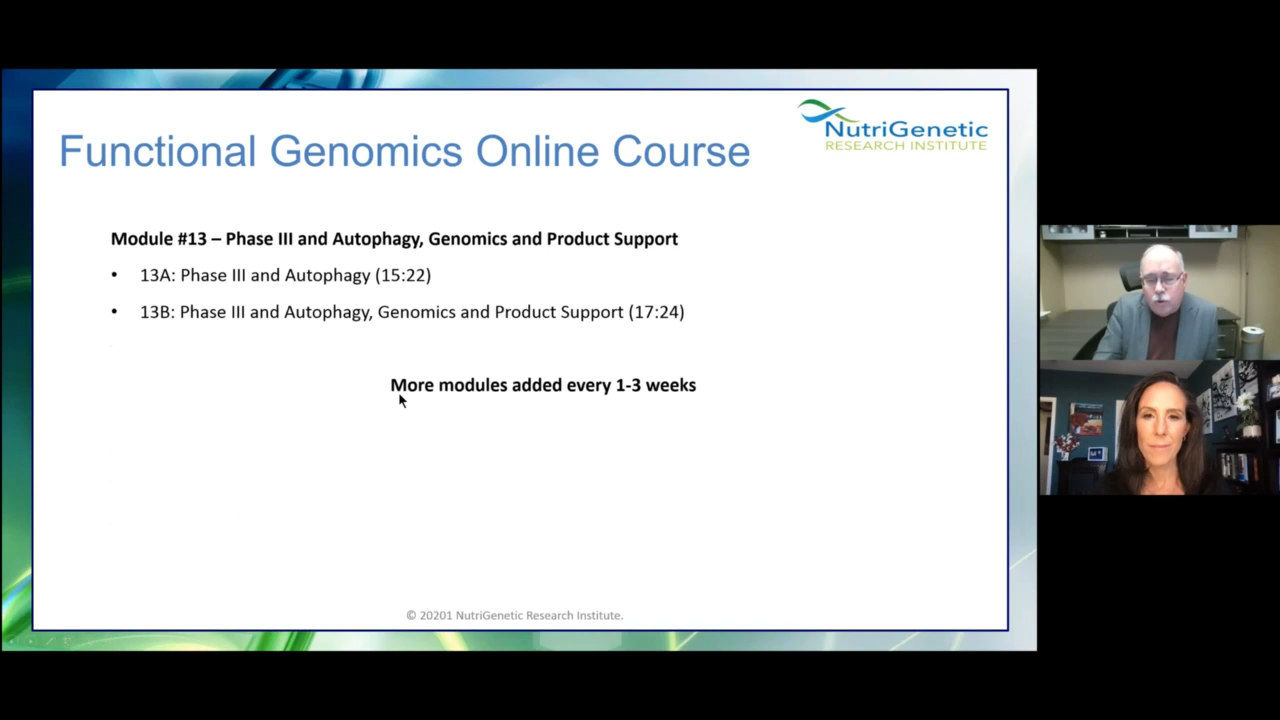 NutriGenetic
RESEARCH INSTITUTE
Functional Genomics Online Course
Module #13 – Phase III and Autophagy, Genomics and Product Support
• 13A: Phase III and Autophagy (15:22)
• 13B: Phase III and Autophagy, Genomics and Product Support (17:24)
More modules added every 1-3 weeks
© 20201 NutriGenetic Research Institute.